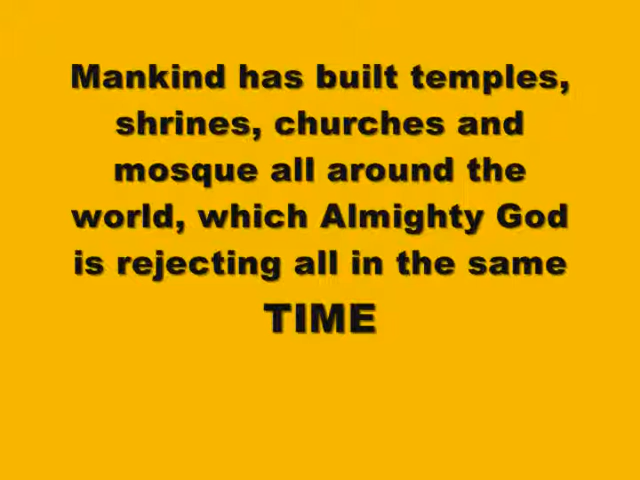 Mankind has built temples,
shrines, churches and
mosque all around the
world, which Almighty God
is rejecting all in the same
TIME